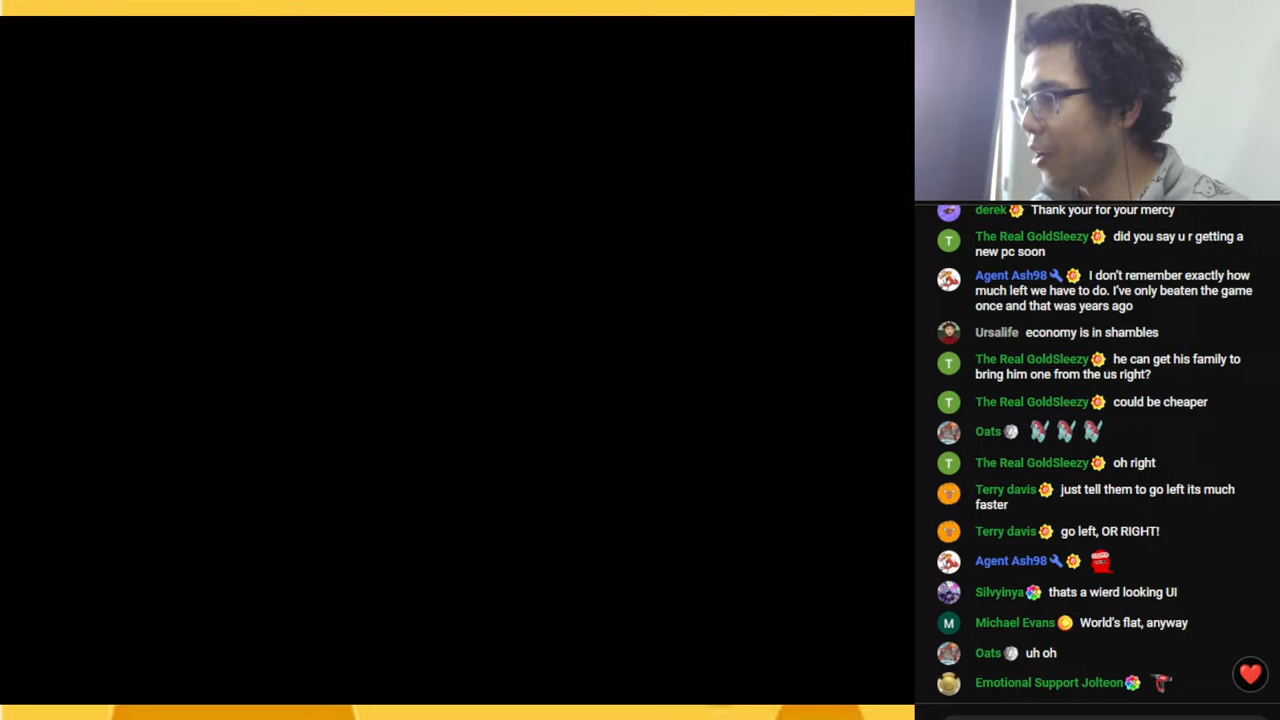 derek Thank your for your mercy
The Real GoldSleezy did you say u r getting a
new pc soon
Agent Ash98 I don't remember exactly how
much left we have to do. I've only beaten the game
once and that was years ago
Ursalife economy is in shambles
The Real GoldSleezy he can get his family to
bring him one from the us right?
The Real GoldSleezy could be cheaper
Oats
The Real GoldSleezy oh right
Terry davis just tell them to go left its much
faster
Terry davis go left, OR RIGHT!
Agent Ash98
Silvyinya thats a wierd looking UI
M Michael Evans World's flat, anyway
Oats uh oh
Emotional Support Jolteon